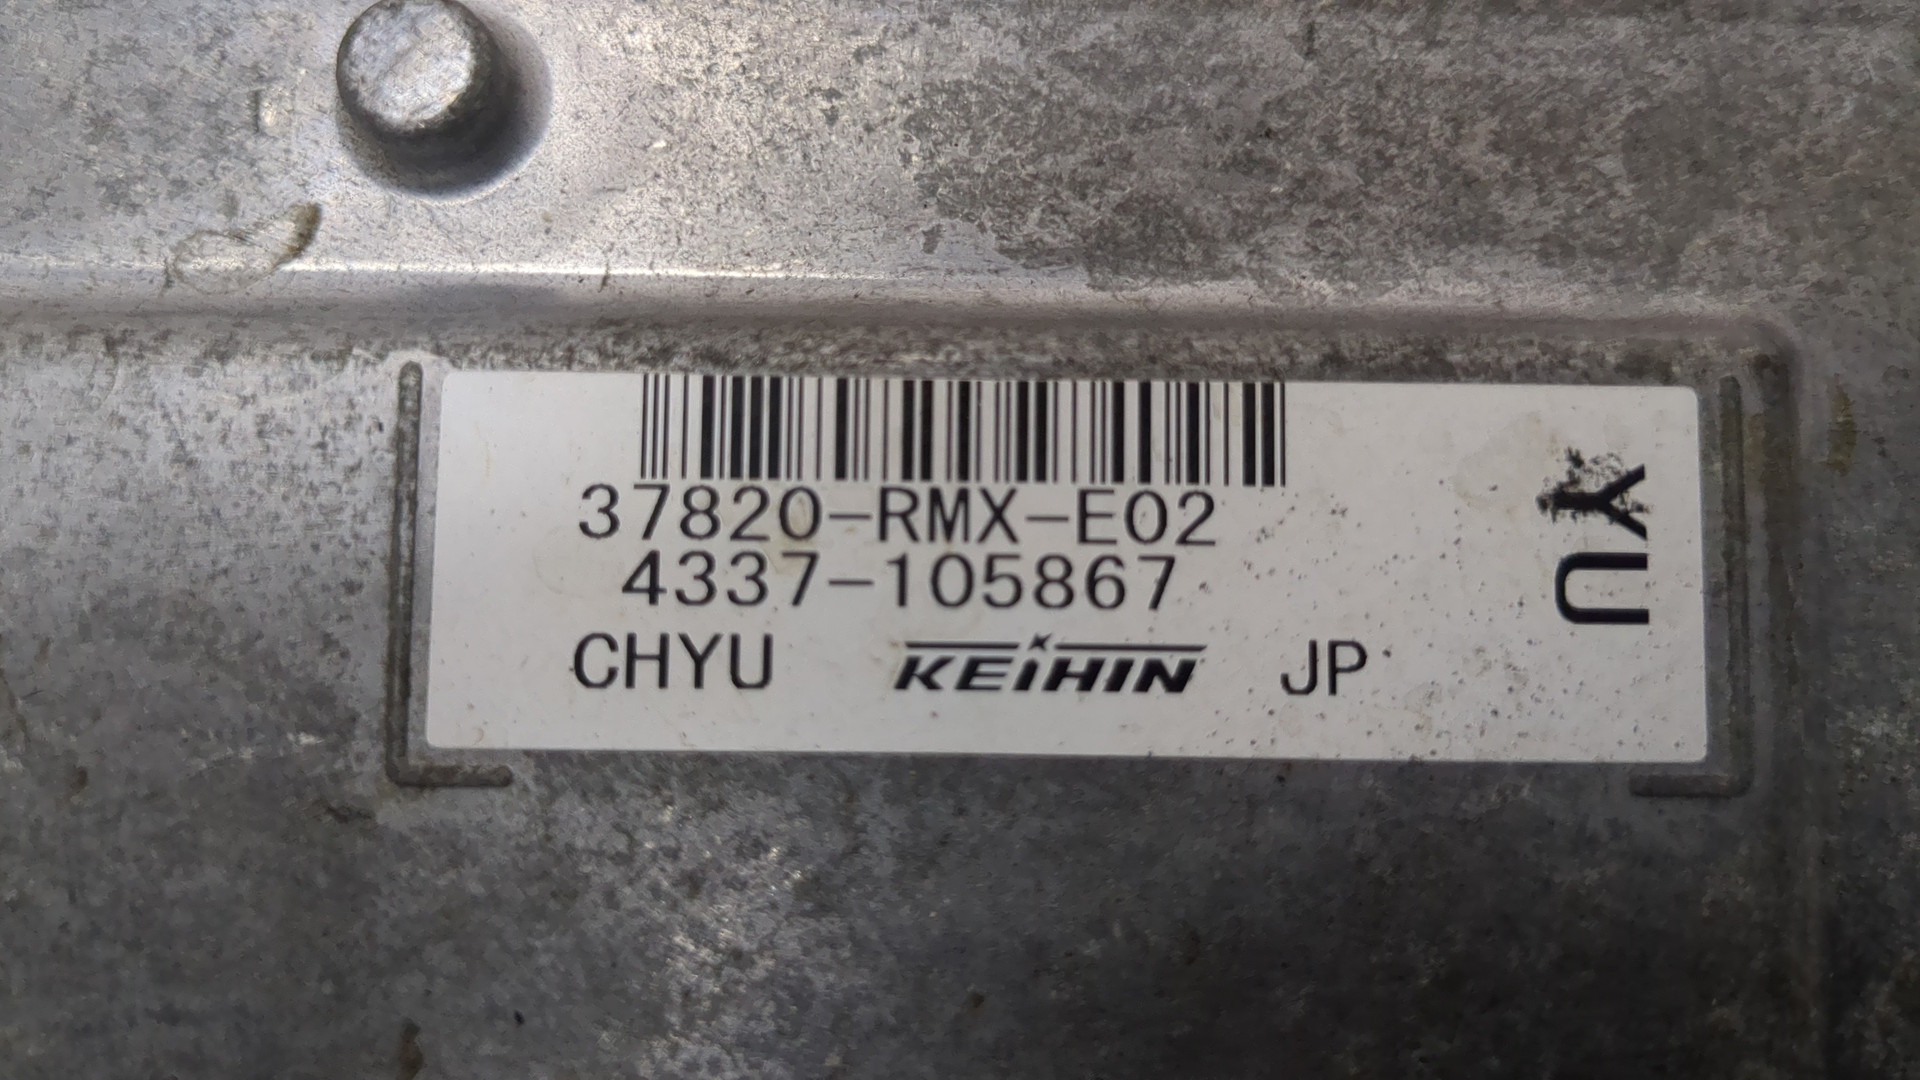 37820-RMX-E02
4337-105867
CHYU KEIHIN JP
YU